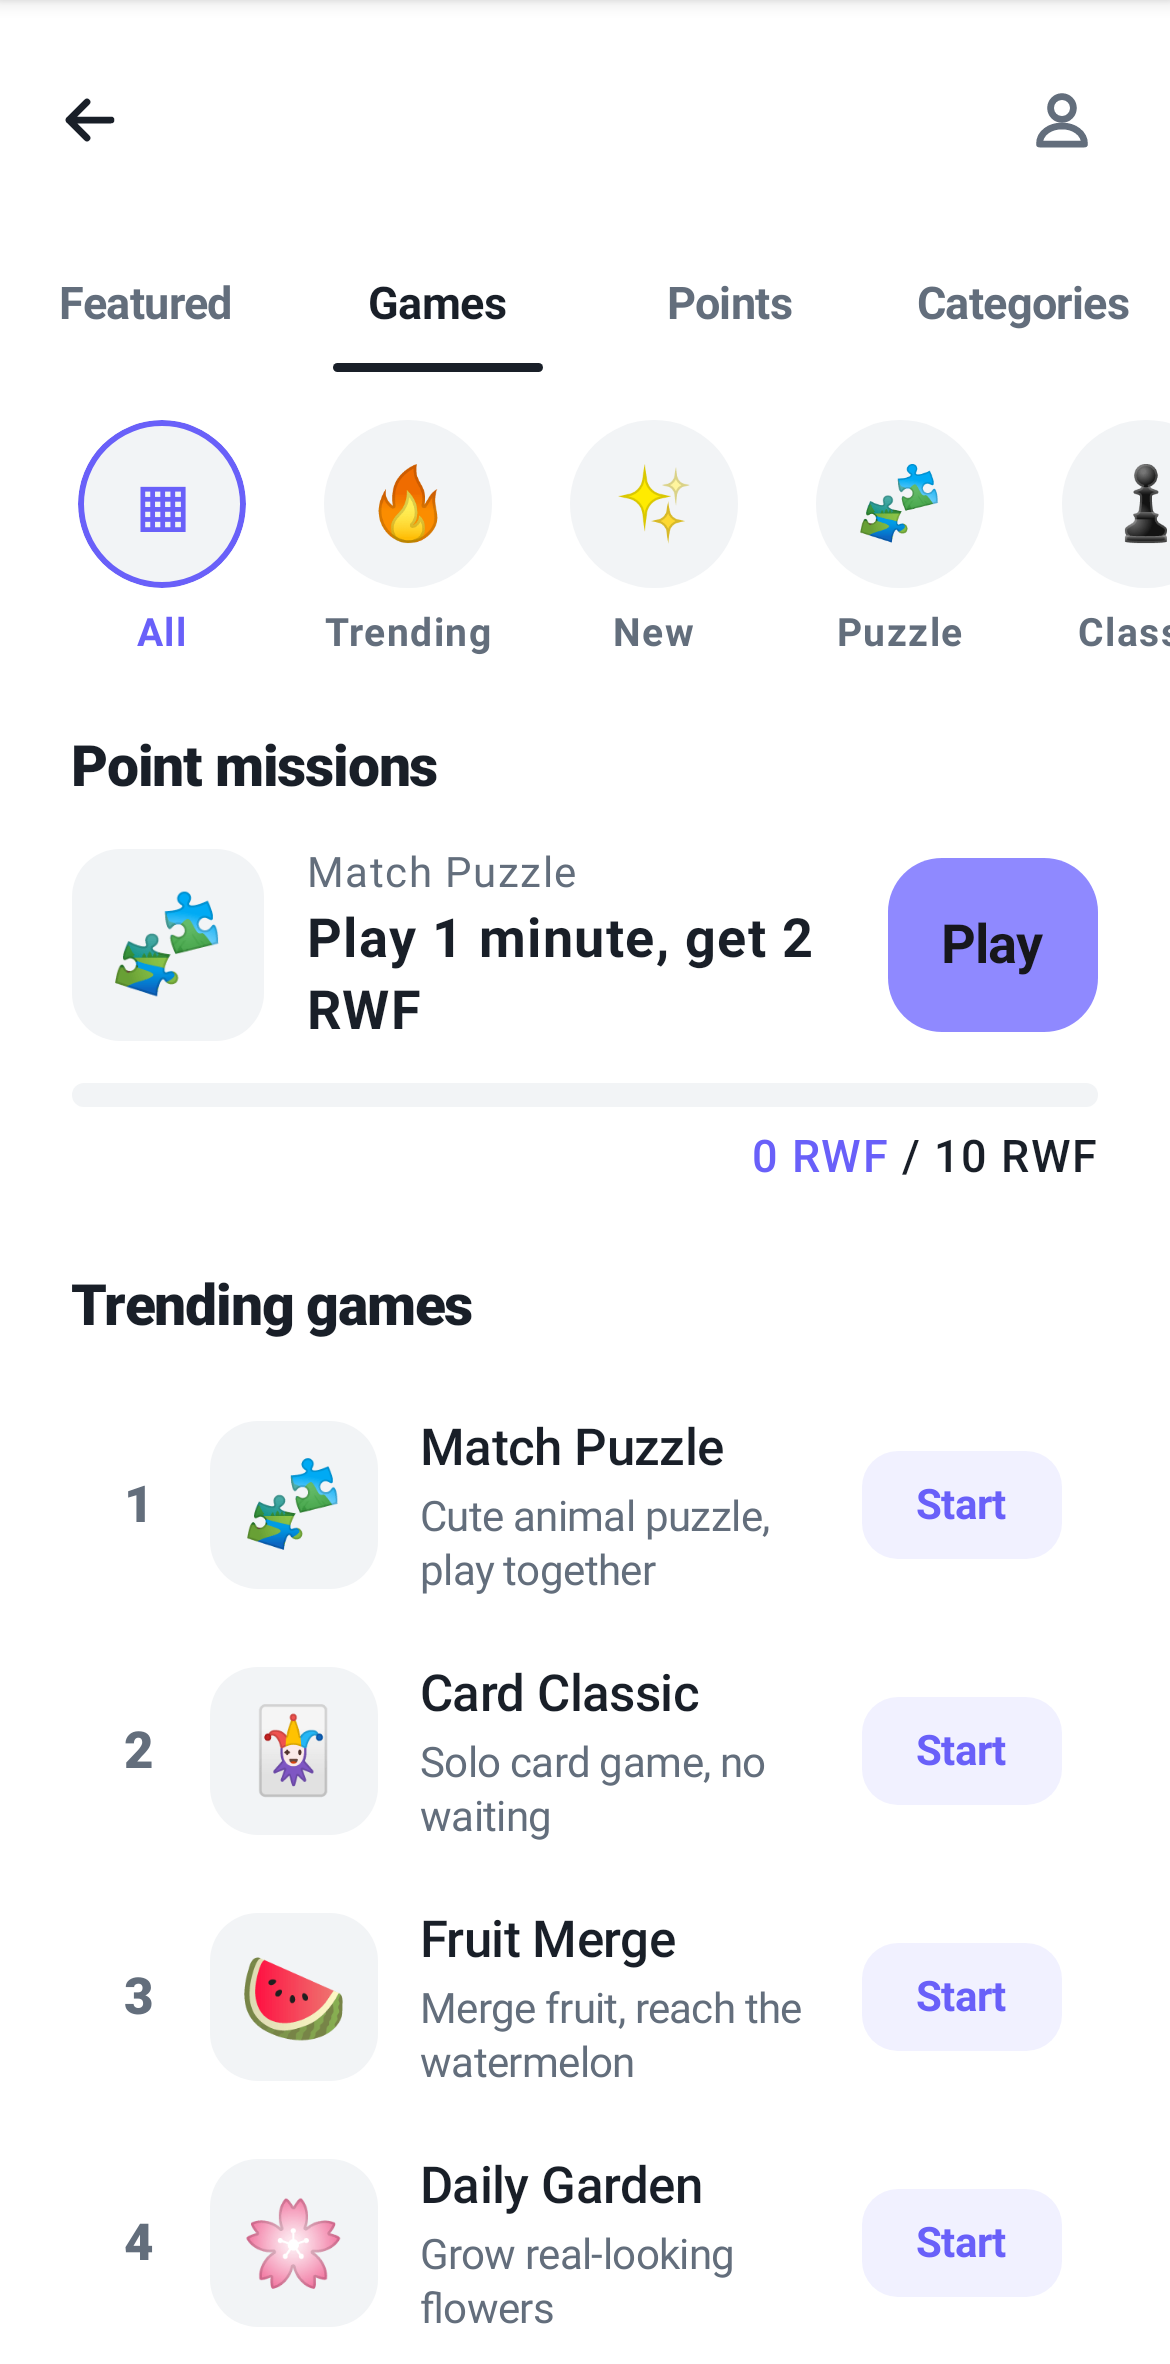 Featured Games Points Categories
All Trending New Puzzle Class
Point missions
Match Puzzle
Play 1 minute, get 2
RWF
Play
0 RWF / 10 RWF
Trending games
1
Match Puzzle
Cute animal puzzle,
play together
Start
2
Card Classic
Solo card game, no
waiting
Start
3
Fruit Merge
Merge fruit, reach the
watermelon
Start
4
Daily Garden
Grow real-looking
flowers
Start